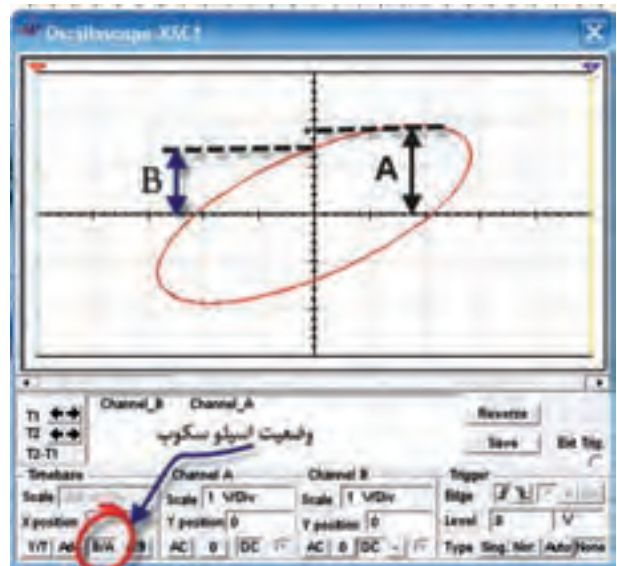 Oscilloscope-XSC1
B
A
T1
T2
T2-T1
Channel_B Channel_A
Reverse
Save
Ext Trig
وضعیت اسیلوسکوپ
Timebase
Scale
X position
Y/T Add B/A
Channel A
Scale 1 V/Div
Y position 0
AC 0 DC
Channel B
Scale 1 V/Div
Y position 0
AC 0 DC -
Trigger
Edge
Level 0 V
Type Sing. Nor. Auto None